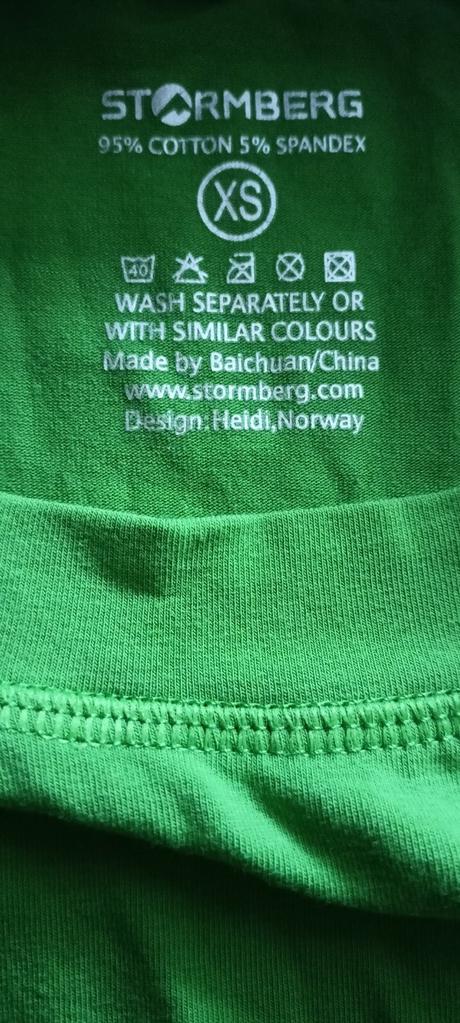 STORMBERG
95% COTTON 5% SPANDEX
XS
40
WASH SEPARATELY OR
WITH SIMILAR COLOURS
Made by Baichuan/China
www.stormberg.com
Design:Heidi,Norway